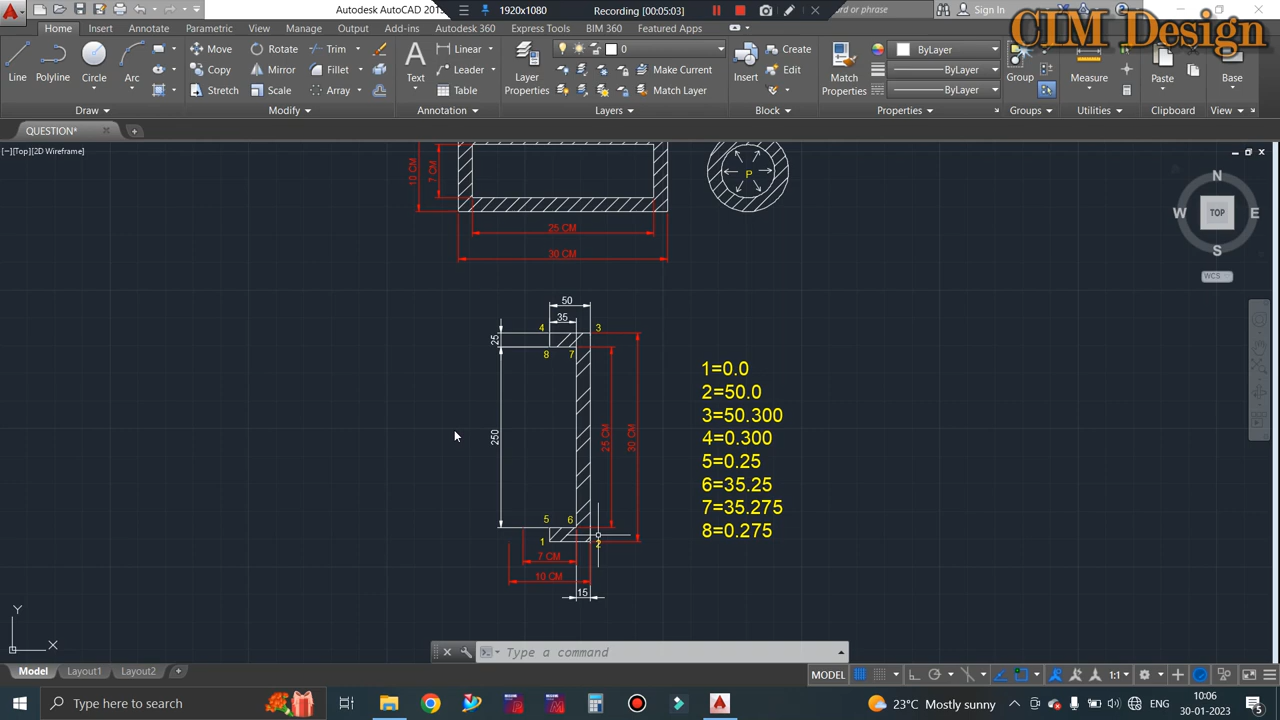 Autodesk AutoCAD 201
1920x1080
Recording [00:05:03]
or phrase
Sign In
CIM Design
Home Insert Annotate Parametric View Manage Output Add-ins Autodesk 360 Express Tools BIM 360 Featured Apps
Line Polyline Circle Arc
Move Rotate Trim
Copy Mirror Fillet
Stretch Scale Array
Text
Linear
Leader
Table
Layer Properties
0
Make Current
Match Layer
Insert
Create
Edit
Match Properties
ByLayer
ByLayer
ByLayer
Group
Measure
Paste
Base
Draw Modify Annotation Layers Block Properties Groups Utilities Clipboard View
QUESTION*
[−][Top][2D Wireframe]
N
W TOP E
S
WCS
10 CM
7 CM
P
25 CM
30 CM
50
35
4 3
25
8 7
250
25 CM
30 CM
5 6
1 2
7 CM
10 CM
15
1=0.0
2=50.0
3=50.300
4=0.300
5=0.25
6=35.25
7=35.275
8=0.275
Y
X
Type a command
Model Layout1 Layout2
MODEL
1:1
Type here to search
23°C Mostly sunny
ENG
10:06
30-01-2023
5